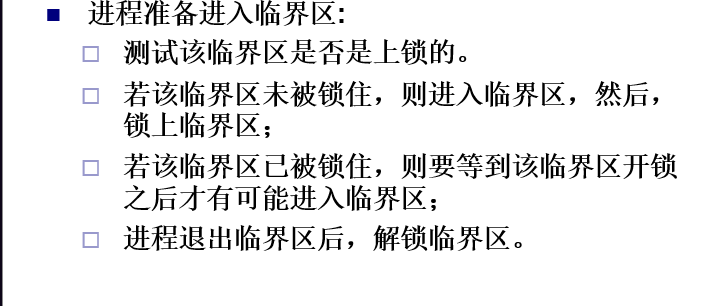 进程准备进入临界区:
测试该临界区是否是上锁的。
若该临界区未被锁住，则进入临界区，然后，
锁上临界区；
若该临界区已被锁住，则要等到该临界区开锁
之后才有可能进入临界区；
进程退出临界区后，解锁临界区。